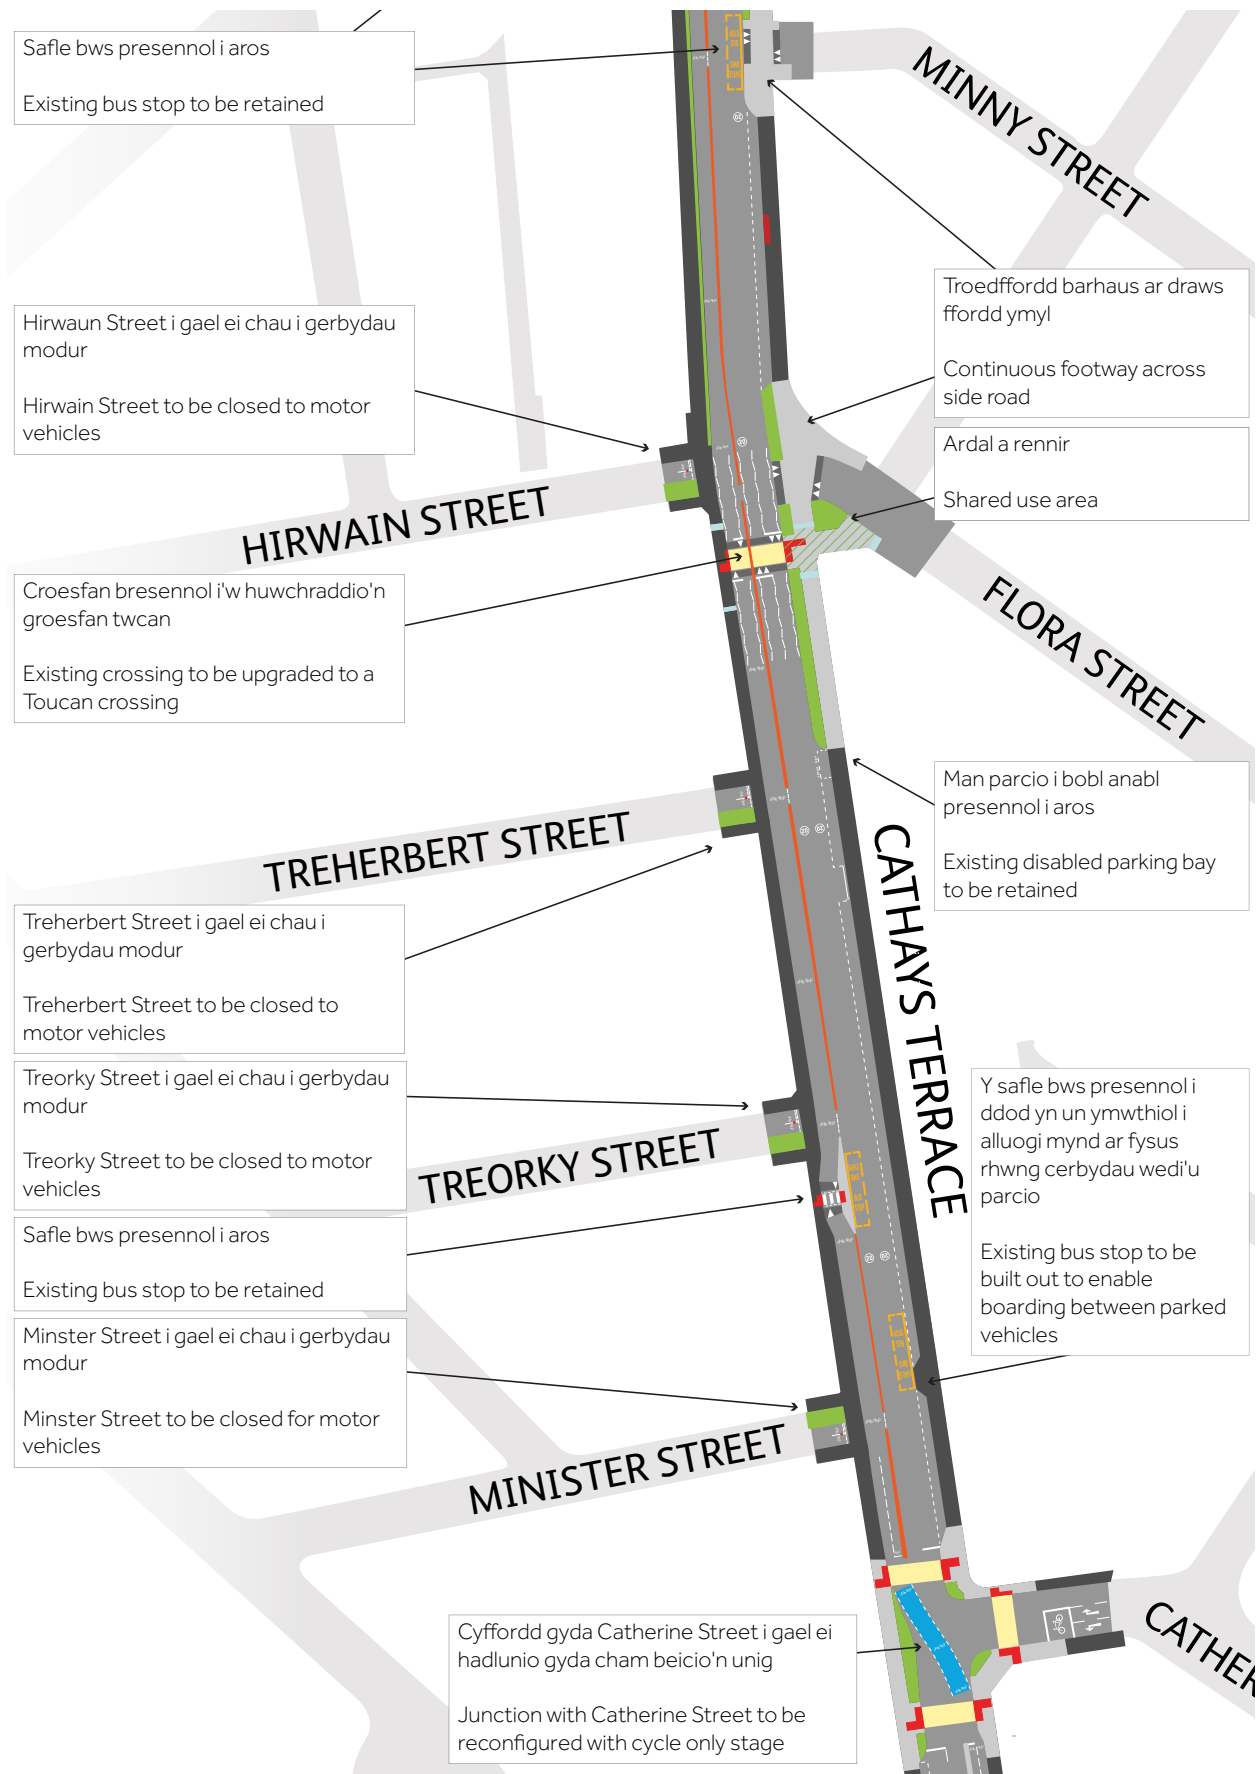 Safle bws presennol i aros
Existing bus stop to be retained
MINNY STREET
Troedffordd barhaus ar draws
ffordd ymyl
Continuous footway across
side road
Hirwaun Street i gael ei chau i gerbydau
modur
Hirwain Street to be closed to motor
vehicles
Ardal a rennir
Shared use area
HIRWAIN STREET
Croesfan bresennol i'w huwchraddio'n
groesfan twcan
Existing crossing to be upgraded to a
Toucan crossing
FLORA STREET
Man parcio i bobl anabl
presennol i aros
Existing disabled parking bay
to be retained
TREHERBERT STREET
CATHAYS TERRACE
Treherbert Street i gael ei chau i
gerbydau modur
Treherbert Street to be closed to
motor vehicles
Treorky Street i gael ei chau i gerbydau
modur
Treorky Street to be closed to motor
vehicles
TREORKY STREET
Y safle bws presennol i
ddod yn un ymwthiol i
alluogi mynd ar fysus
rhwng cerbydau wedi'u
parcio
Existing bus stop to be
built out to enable
boarding between parked
vehicles
Safle bws presennol i aros
Existing bus stop to be retained
Minster Street i gael ei chau i gerbydau
modur
Minster Street to be closed for motor
vehicles
MINISTER STREET
Cyffordd gyda Catherine Street i gael ei
hadlunio gyda cham beicio'n unig
Junction with Catherine Street to be
reconfigured with cycle only stage
CATHER
20
20
20
20
20
20